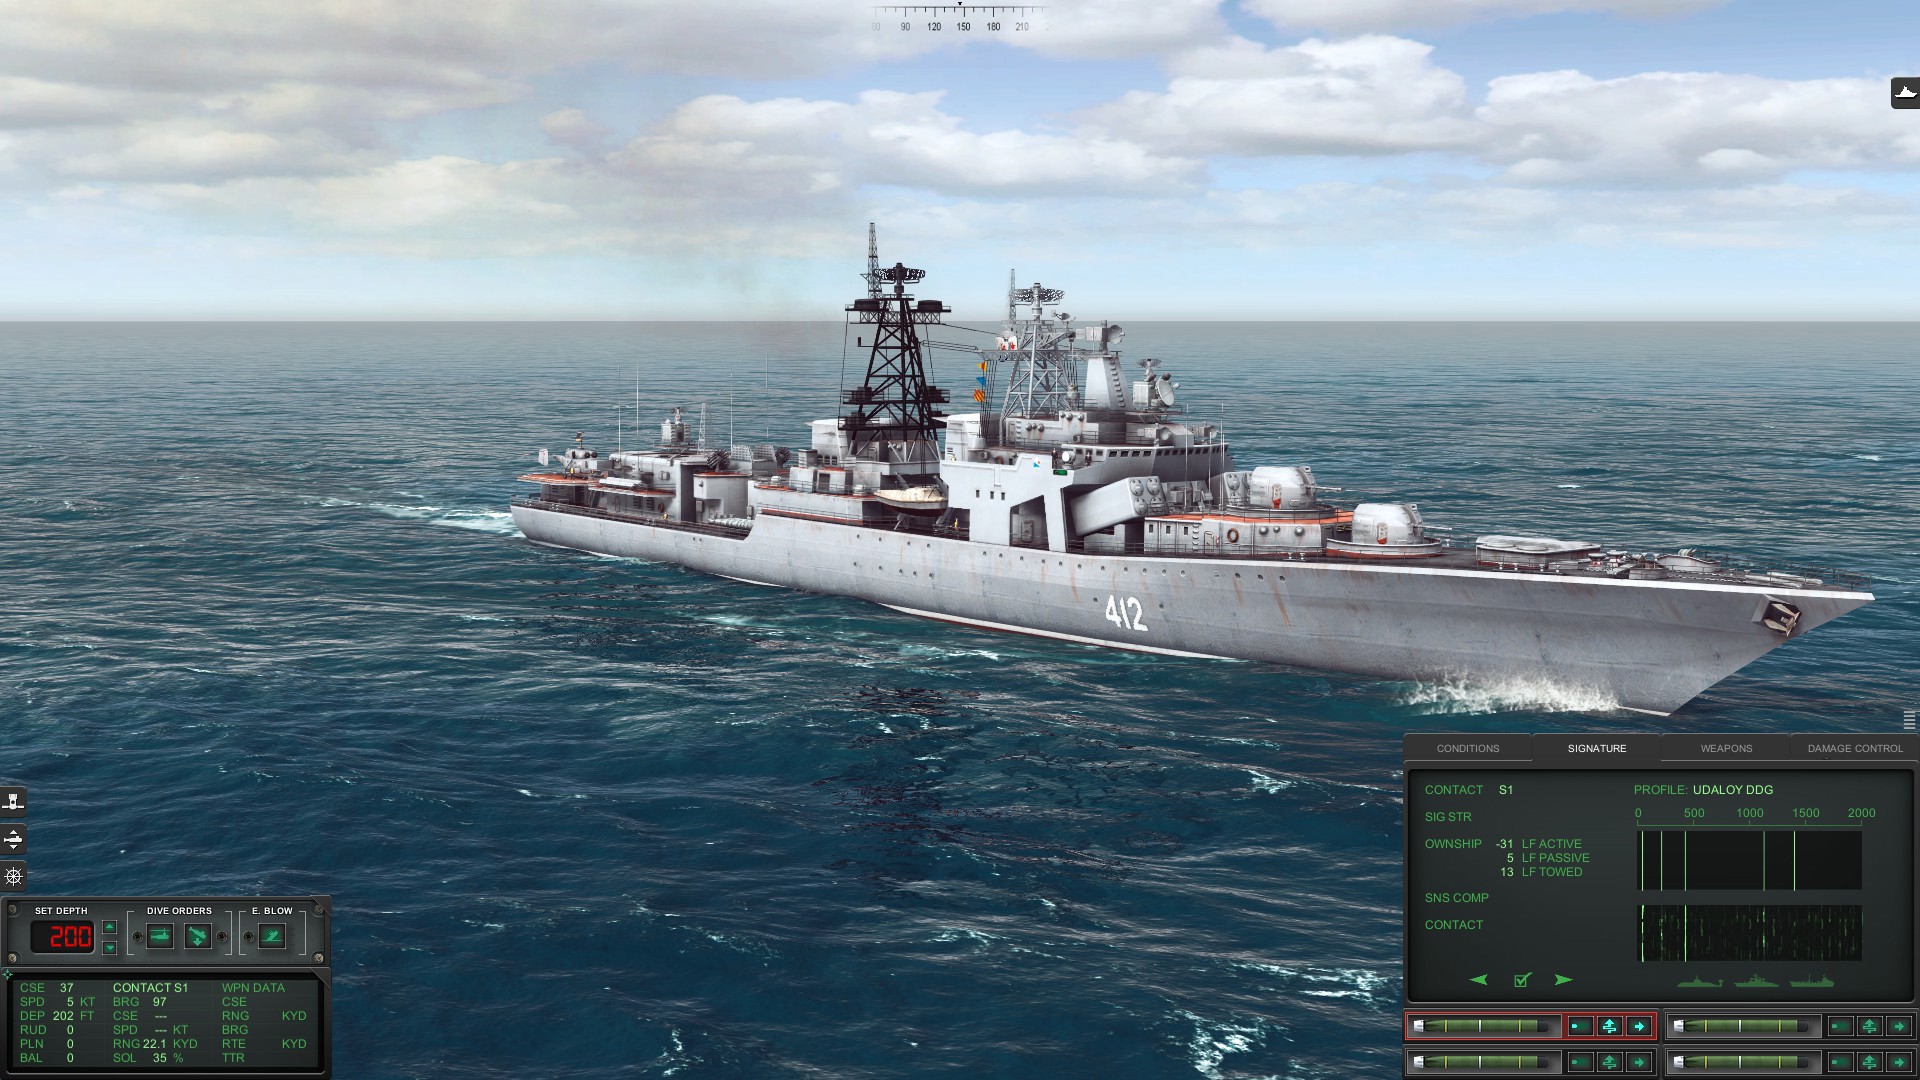 90 120 150 180 210
412
CONDITIONS SIGNATURE WEAPONS DAMAGE CONTROL
CONTACT S1
SIG STR
OWNSHIP -31 LF ACTIVE
5 LF PASSIVE
13 LF TOWED
SNS COMP
CONTACT
PROFILE: UDALOY DDG
0 500 1000 1500 2000
SET DEPTH
200
DIVE ORDERS
E. BLOW
CSE 37
SPD 5 KT
DEP 202 FT
RUD 0
PLN 0
BAL 0
CONTACT S1
BRG 97
CSE ---
SPD --- KT
RNG 22.1 KYD
SOL 35 %
WPN DATA
CSE
RNG KYD
BRG
RTE KYD
TTR